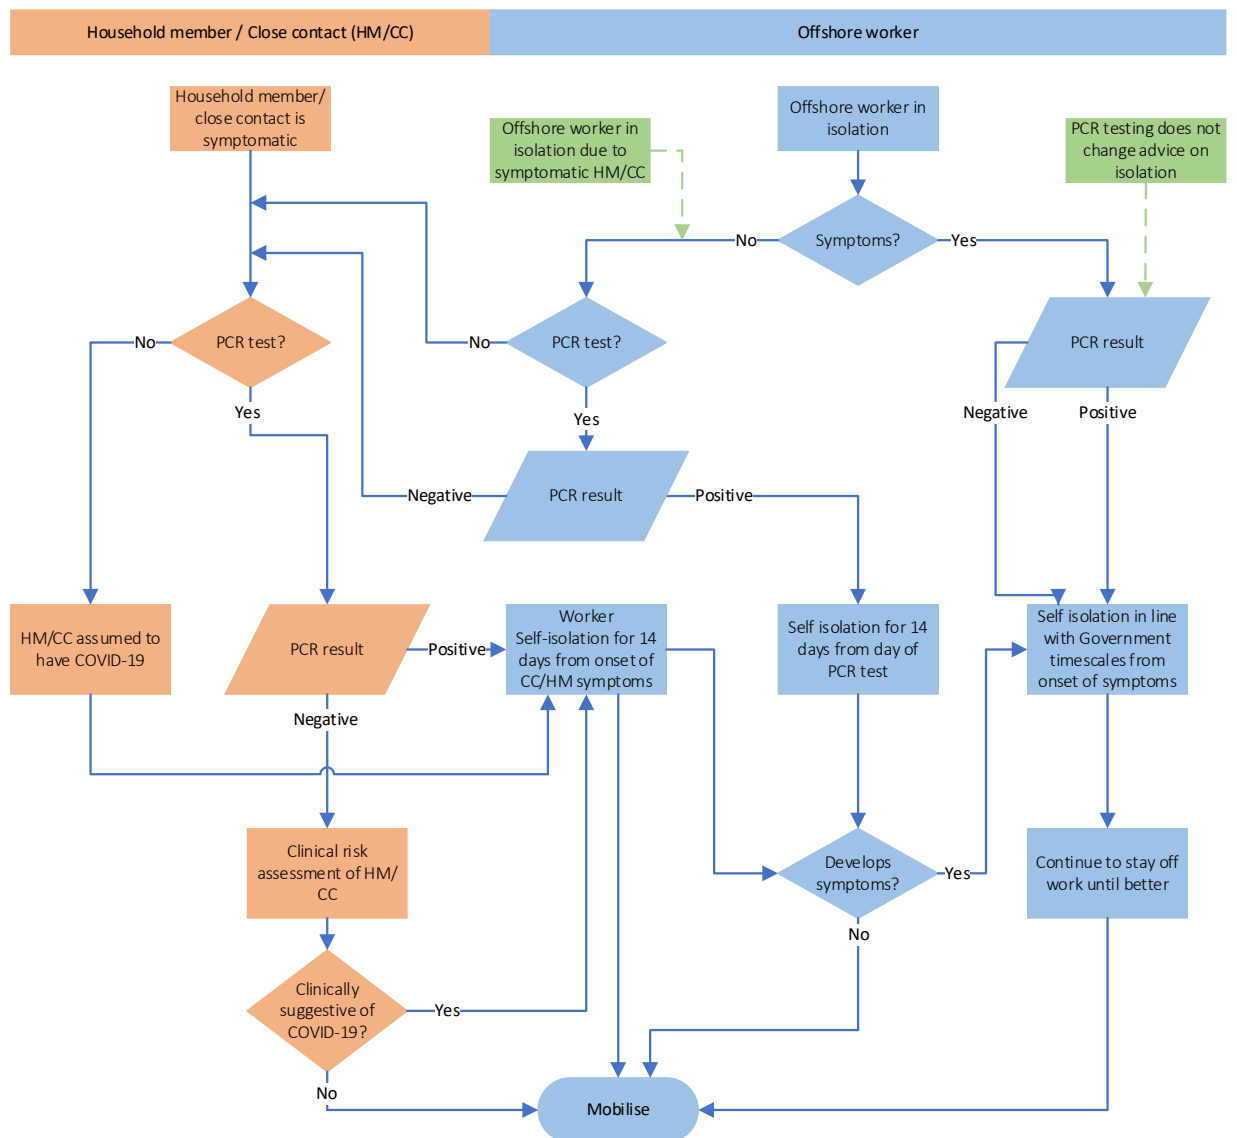 Household member / Close contact (HM/CC)
Offshore worker
Household member/
close contact is
symptomatic
Offshore worker in
isolation due to
symptomatic HM/CC
Offshore worker in
isolation
PCR testing does not
change advice on
isolation
No
Symptoms?
Yes
No
PCR test?
No
PCR test?
PCR result
Yes
Negative
Positive
Yes
Negative
PCR result
Positive
HM/CC assumed to
have COVID-19
PCR result
Positive
Worker
Self-isolation for 14
days from onset of
CC/HM symptoms
Self isolation for 14
days from day of
PCR test
Self isolation in line
with Government
timescales from
onset of symptoms
Negative
Clinical risk
assessment of HM/
CC
Develops
symptoms?
Yes
Continue to stay off
work until better
No
Clinically
suggestive of
COVID-19?
Yes
No
Mobilise